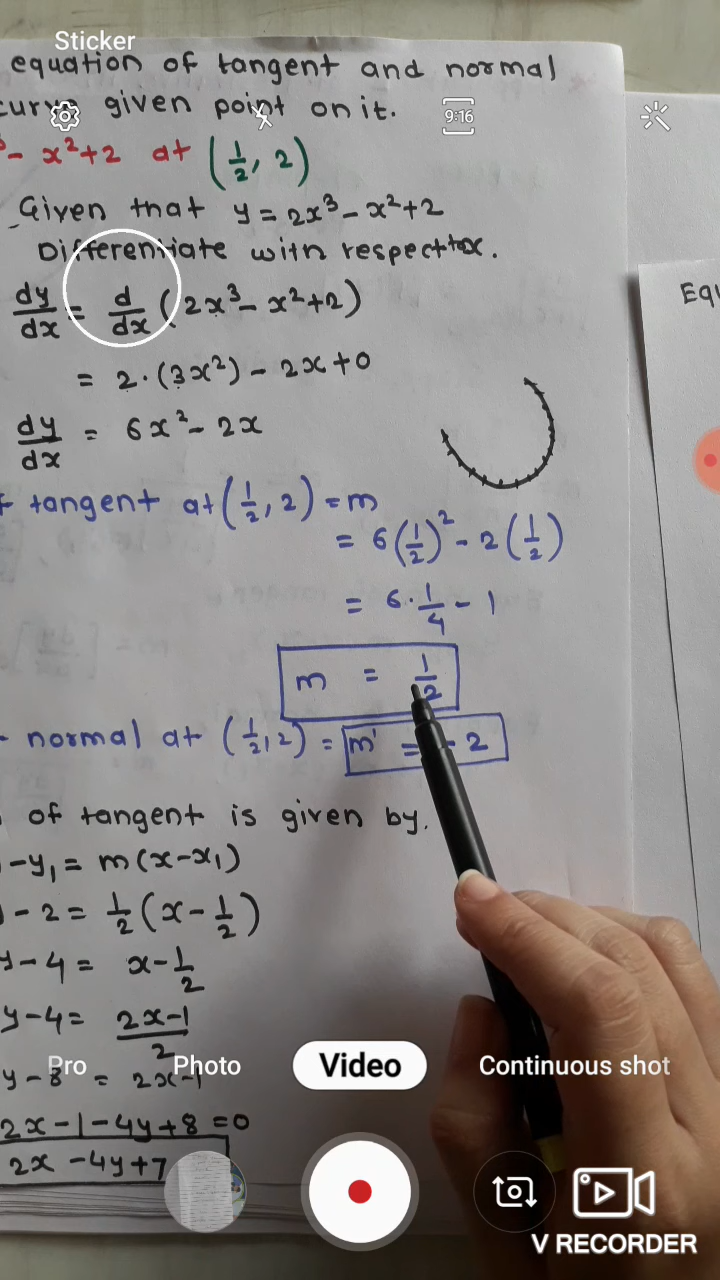 Sticker
equation of tangent and normal
curve given point on it.
9:16
- x²+2 at (1/2, 2)
Given that y = 2x³ - x² + 2
Differentiate with respect to x.
dy/dx = d/dx (2x³ - x² + 2)
Equ
= 2·(3x²) - 2x + 0
dy/dx = 6x² - 2x
tangent at (1/2, 2) = m
= 6(1/2)² - 2(1/2)
= 6·1/4 - 1
m = 1/2
normal at (1/2, 2) = m' = -2
of tangent is given by.
-y₁ = m(x-x₁)
- 2 = 1/2 (x - 1/2)
y - 4 = x - 1/2
y - 4 = 2x-1/2
y - 8 = 2x-1
2x - 1 - 4y + 8 = 0
2x - 4y + 7
Pro Photo Video Continuous shot
V RECORDER